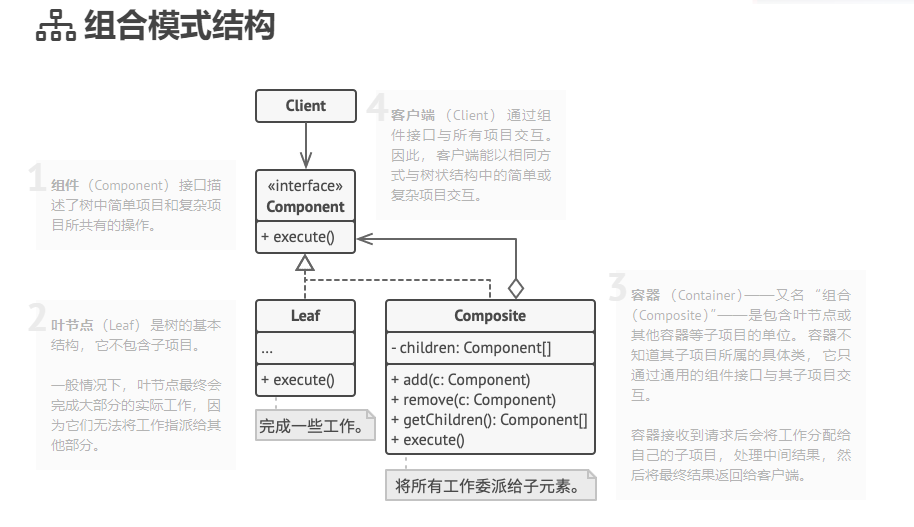 组合模式结构
Client
4
客户端 （Client） 通过组
件接口与所有项目交互。
因此， 客户端能以相同方
式与树状结构中的简单或
复杂项目交互。
1
组件 （Component） 接口描
述了树中简单项目和复杂项
目所共有的操作。
«interface»
Component
+ execute()
2
叶节点 （Leaf） 是树的基本
结构， 它不包含子项目。
一般情况下， 叶节点最终会
完成大部分的实际工作， 因
为它们无法将工作指派给其
他部分。
Leaf
...
+ execute()
完成一些工作。
Composite
- children: Component[]
+ add(c: Component)
+ remove(c: Component)
+ getChildren(): Component[]
+ execute()
将所有工作委派给子元素。
3
容器 （Container）——又名 “组合
（Composite）”——是包含叶节点或
其他容器等子项目的单位。 容器不
知道其子项目所属的具体类， 它只
通过通用的组件接口与其子项目交
互。
容器接收到请求后会将工作分配给
自己的子项目， 处理中间结果， 然
后将最终结果返回给客户端。